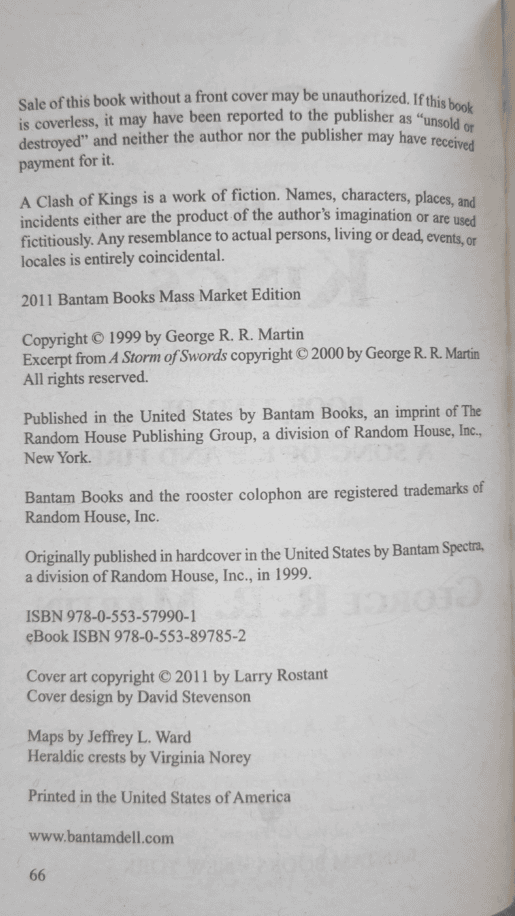 Sale of this book without a front cover may be unauthorized. If this book
is coverless, it may have been reported to the publisher as "unsold or
destroyed" and neither the author nor the publisher may have received
payment for it.
A Clash of Kings is a work of fiction. Names, characters, places, and
incidents either are the product of the author's imagination or are used
fictitiously. Any resemblance to actual persons, living or dead, events, or
locales is entirely coincidental.
2011 Bantam Books Mass Market Edition
Copyright © 1999 by George R. R. Martin
Excerpt from A Storm of Swords copyright © 2000 by George R. R. Martin
All rights reserved.
Published in the United States by Bantam Books, an imprint of The
Random House Publishing Group, a division of Random House, Inc.,
New York.
Bantam Books and the rooster colophon are registered trademarks of
Random House, Inc.
Originally published in hardcover in the United States by Bantam Spectra,
a division of Random House, Inc., in 1999.
ISBN 978-0-553-57990-1
eBook ISBN 978-0-553-89785-2
Cover art copyright © 2011 by Larry Rostant
Cover design by David Stevenson
Maps by Jeffrey L. Ward
Heraldic crests by Virginia Norey
Printed in the United States of America
www.bantamdell.com
66